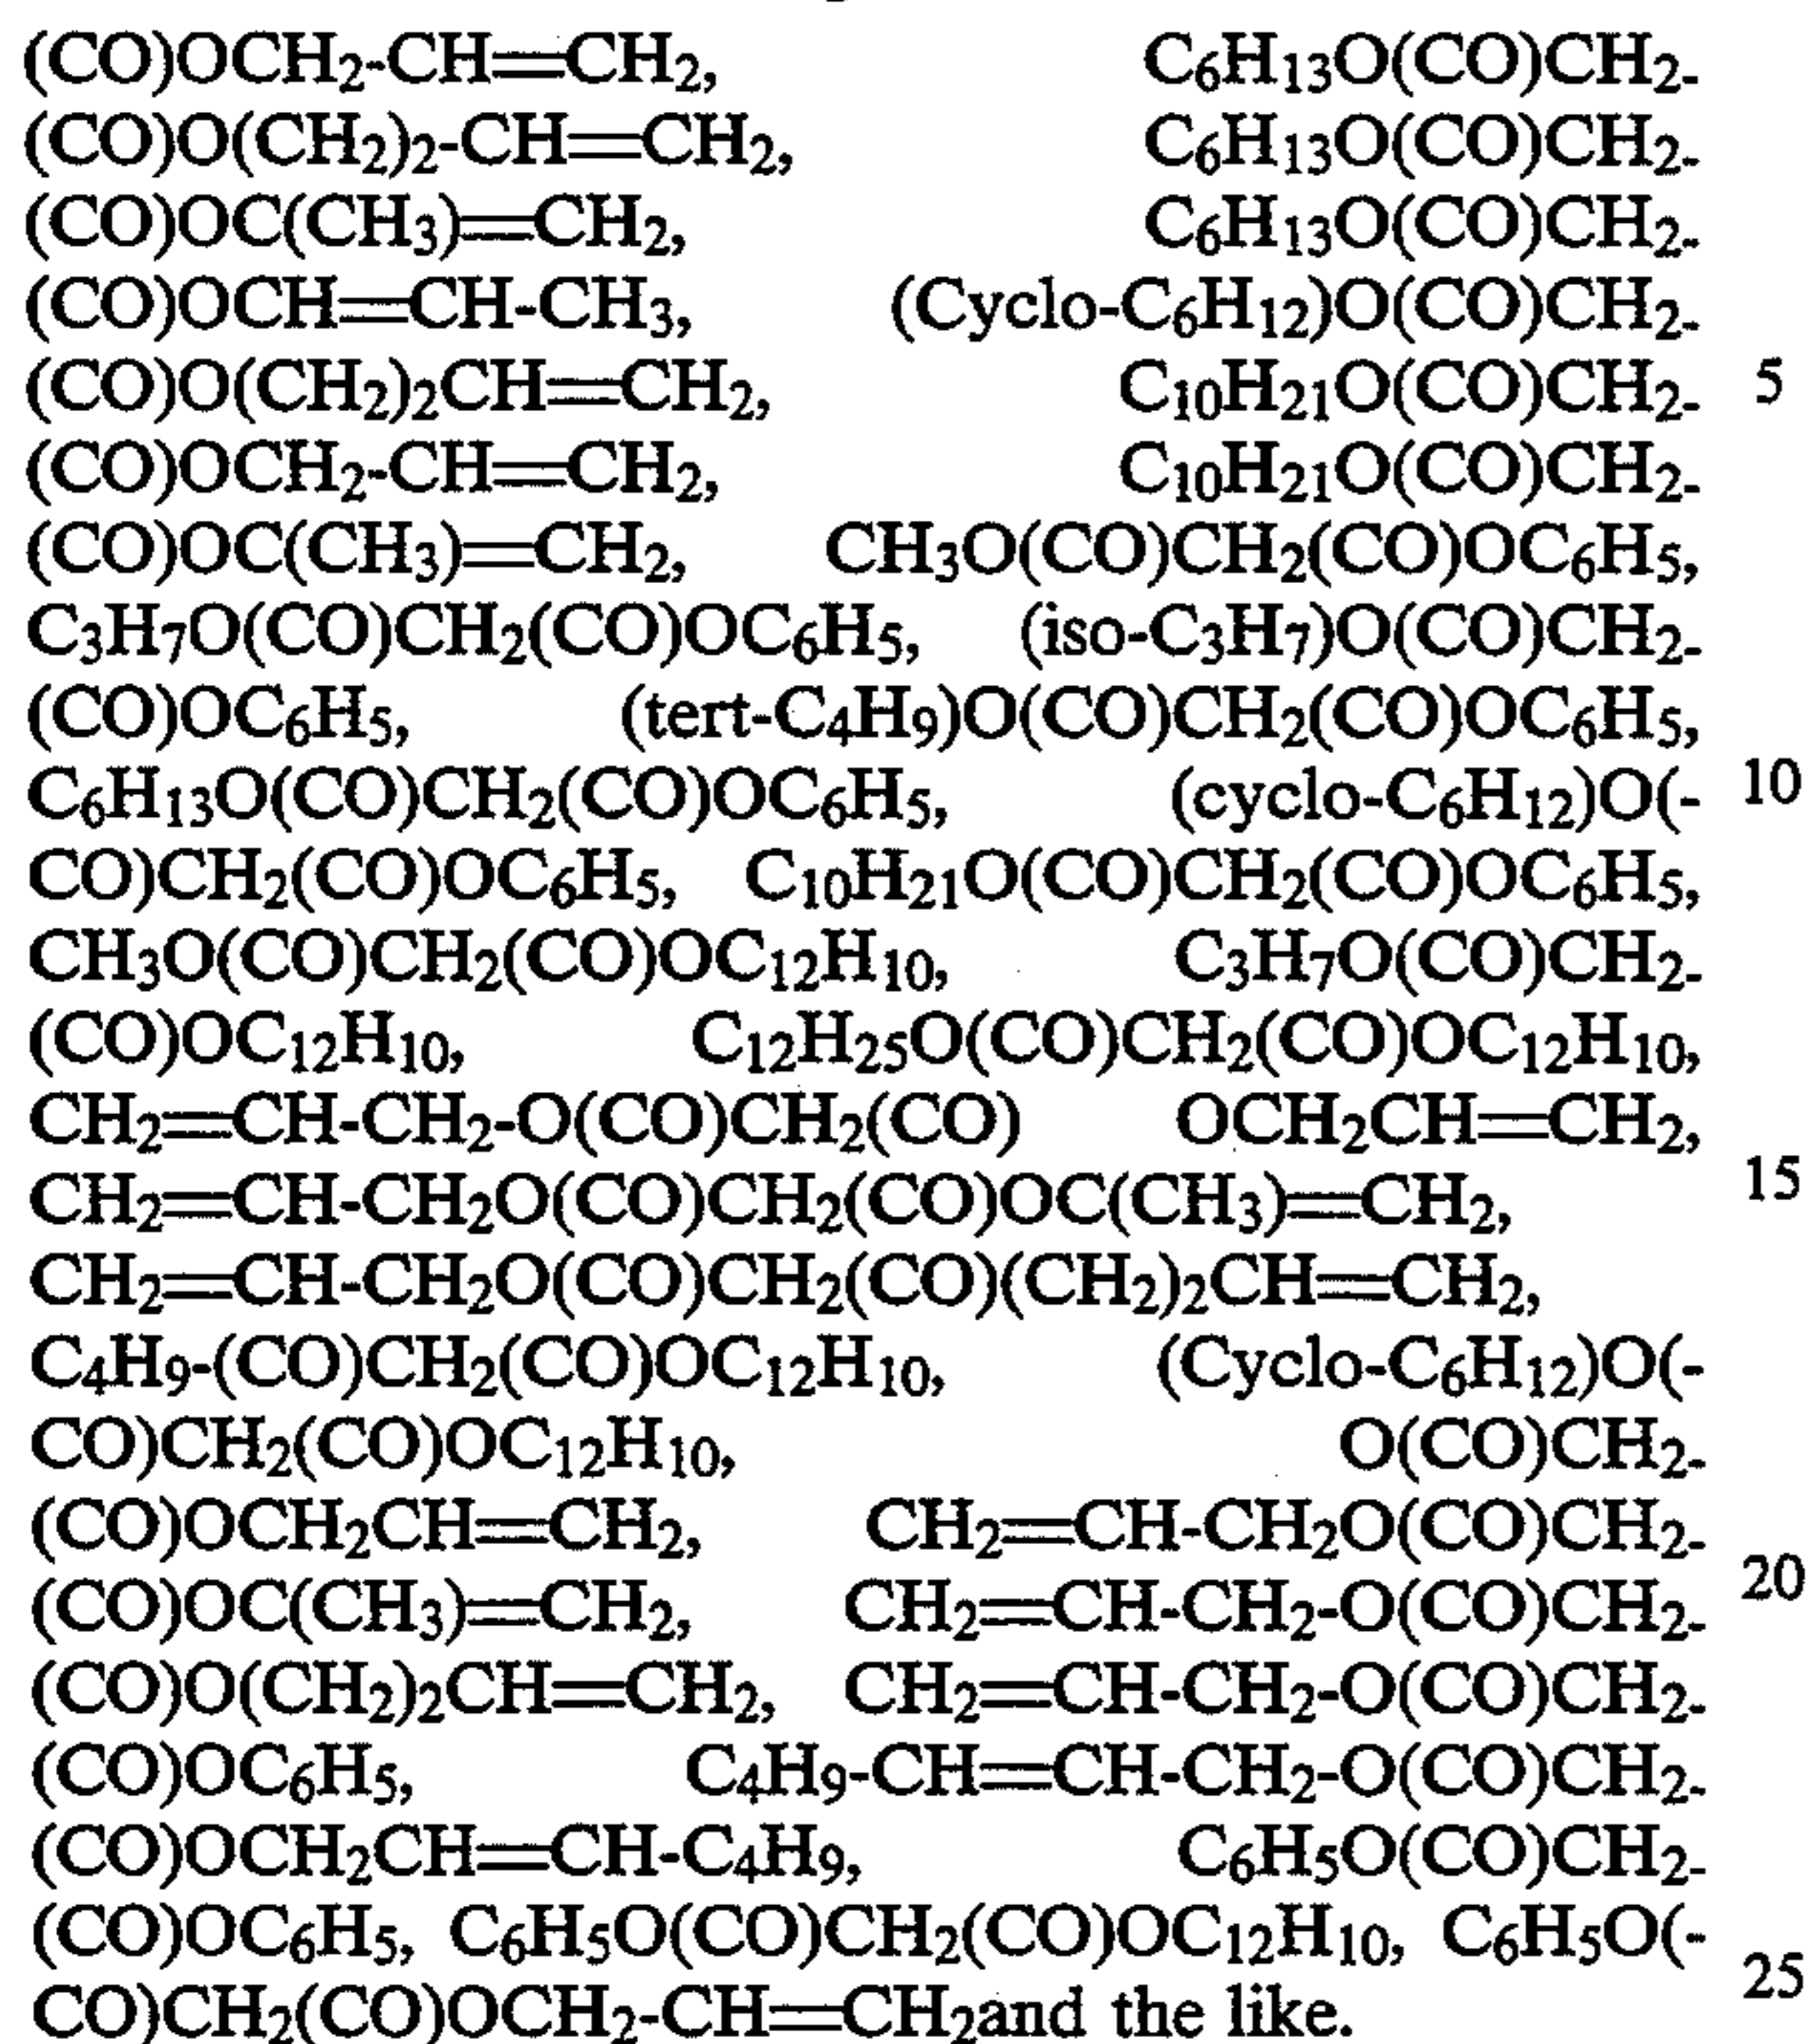 (CO)OCH2-CH=CH2, C6H13O(CO)CH2-
(CO)O(CH2)2-CH=CH2, C6H13O(CO)CH2-
(CO)OC(CH3)=CH2, C6H13O(CO)CH2-
(CO)OCH=CH-CH3, (Cyclo-C6H12)O(CO)CH2-
(CO)O(CH2)2CH=CH2, C10H21O(CO)CH2- 5
(CO)OCH2-CH=CH2, C10H21O(CO)CH2-
(CO)OC(CH3)=CH2, CH3O(CO)CH2(CO)OC6H5,
C3H7O(CO)CH2(CO)OC6H5, (iso-C3H7)O(CO)CH2-
(CO)OC6H5, (tert-C4H9)O(CO)CH2(CO)OC6H5,
C6H13O(CO)CH2(CO)OC6H5, (cyclo-C6H12)O(- 10
CO)CH2(CO)OC6H5, C10H21O(CO)CH2(CO)OC6H5,
CH3O(CO)CH2(CO)OC12H10, C3H7O(CO)CH2-
(CO)OC12H10, C12H25O(CO)CH2(CO)OC12H10,
CH2=CH-CH2-O(CO)CH2(CO) OCH2CH=CH2,
CH2=CH-CH2O(CO)CH2(CO)OC(CH3)=CH2, 15
CH2=CH-CH2O(CO)CH2(CO)(CH2)2CH=CH2,
C4H9-(CO)CH2(CO)OC12H10, (Cyclo-C6H12)O(-
CO)CH2(CO)OC12H10, O(CO)CH2-
(CO)OCH2CH=CH2, CH2=CH-CH2O(CO)CH2-
(CO)OC(CH3)=CH2, CH2=CH-CH2-O(CO)CH2- 20
(CO)O(CH2)2CH=CH2, CH2=CH-CH2-O(CO)CH2-
(CO)OC6H5, C4H9-CH=CH-CH2-O(CO)CH2-
(CO)OCH2CH=CH-C4H9, C6H5O(CO)CH2-
(CO)OC6H5, C6H5O(CO)CH2(CO)OC12H10, C6H5O(-
CO)CH2(CO)OCH2-CH=CH2and the like. 25